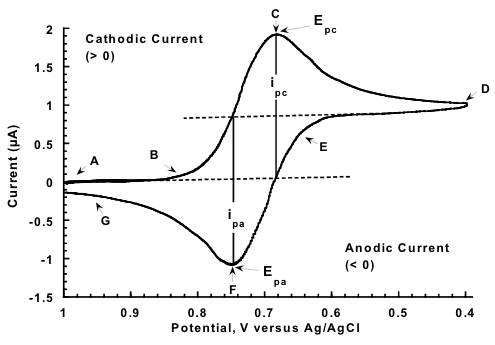 Cathodic Current
(> 0)
C
E pc
2
1.5
1
0.5
0
-0.5
-1
-1.5
Current (µA)
i pc
D
A
B
E
G
i pa
F
E pa
Anodic Current
(< 0)
1
0.9
0.8
0.7
0.6
0.5
0.4
Potential, V versus Ag/AgCl